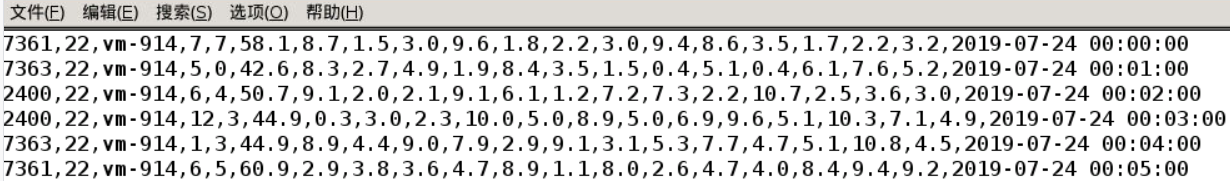 文件(F) 编辑(E) 搜索(S) 选项(O) 帮助(H)
7361,22,vm-914,7,7,58.1,8.7,1.5,3.0,9.6,1.8,2.2,3.0,9.4,8.6,3.5,1.7,2.2,3.2,2019-07-24 00:00:00
7363,22,vm-914,5,0,42.6,8.3,2.7,4.9,1.9,8.4,3.5,1.5,0.4,5.1,0.4,6.1,7.6,5.2,2019-07-24 00:01:00
2400,22,vm-914,6,4,50.7,9.1,2.0,2.1,9.1,6.1,1.2,7.2,7.3,2.2,10.7,2.5,3.6,3.0,2019-07-24 00:02:00
2400,22,vm-914,12,3,44.9,0.3,3.0,2.3,10.0,5.0,8.9,5.0,6.9,9.6,5.1,10.3,7.1,4.9,2019-07-24 00:03:00
7363,22,vm-914,1,3,44.9,8.9,4.4,9.0,7.9,2.9,9.1,3.1,5.3,7.7,4.7,5.1,10.8,4.5,2019-07-24 00:04:00
7361,22,vm-914,6,5,60.9,2.9,3.8,3.6,4.7,8.9,1.1,8.0,2.6,4.7,4.0,8.4,9.4,9.2,2019-07-24 00:05:00